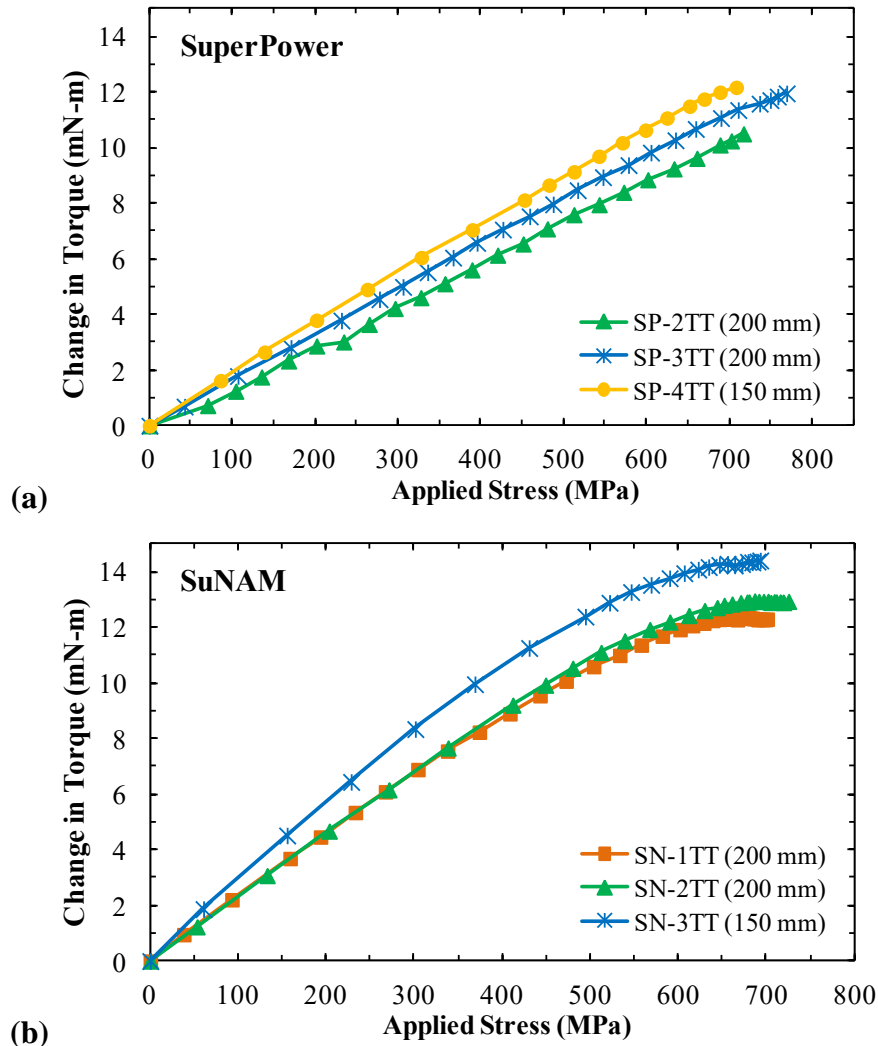 SuperPower
14
12
10
8
6
4
2
0
Change in Torque (mN-m)
SP-2TT (200 mm)
SP-3TT (200 mm)
SP-4TT (150 mm)
0 100 200 300 400 500 600 700 800
Applied Stress (MPa)
(a)
SuNAM
14
12
10
8
6
4
2
0
Change in Torque (mN-m)
SN-1TT (200 mm)
SN-2TT (200 mm)
SN-3TT (150 mm)
0 100 200 300 400 500 600 700 800
Applied Stress (MPa)
(b)